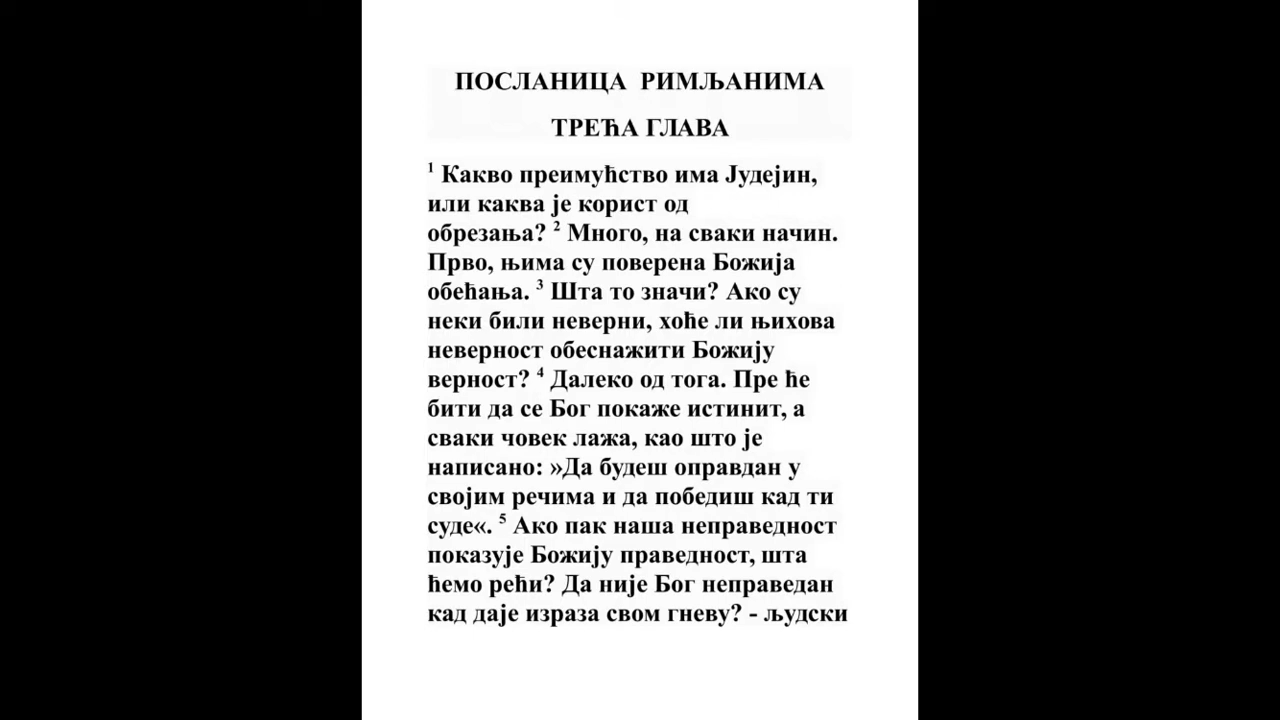 ПОСЛАНИЦА РИМЉАНИМА
ТРЕЋА ГЛАВА
¹ Какво преимућство има Јудејин,
или каква је корист од
обрезања? ² Много, на сваки начин.
Прво, њима су поверена Божија
обећања. ³ Шта то значи? Ако су
неки били неверни, хоће ли њихова
неверност обеснажити Божију
верност? ⁴ Далеко од тога. Пре ће
бити да се Бог покаже истинит, а
сваки човек лажа, као што је
написано: »Да будеш оправдан у
својим речима и да победиш кад ти
суде«. ⁵ Ако пак наша неправедност
показује Божију праведност, шта
ћемо рећи? Да није Бог неправедан
кад даје израза свом гневу? - људски